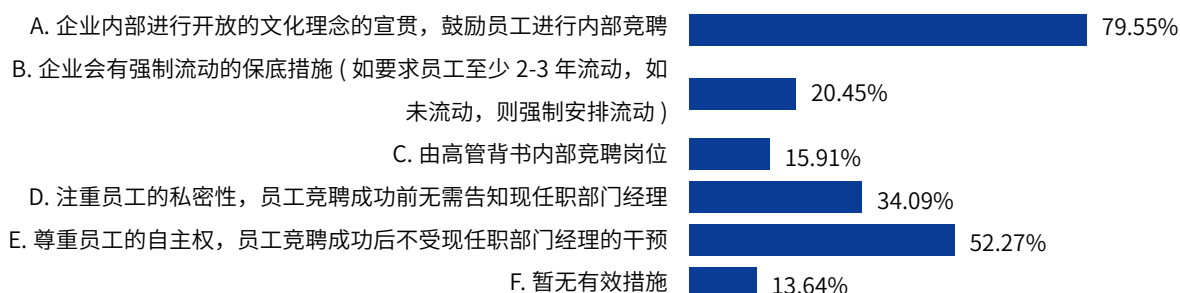 A. 企业内部进行开放的文化理念的宣贯，鼓励员工进行内部竞聘 79.55%
B. 企业会有强制流动的保底措施 ( 如要求员工至少 2-3 年流动，如
未流动，则强制安排流动 ) 20.45%
C. 由高管背书内部竞聘岗位 15.91%
D. 注重员工的私密性，员工竞聘成功前无需告知现任职部门经理 34.09%
E. 尊重员工的自主权，员工竞聘成功后不受现任职部门经理的干预 52.27%
F. 暂无有效措施 13.64%